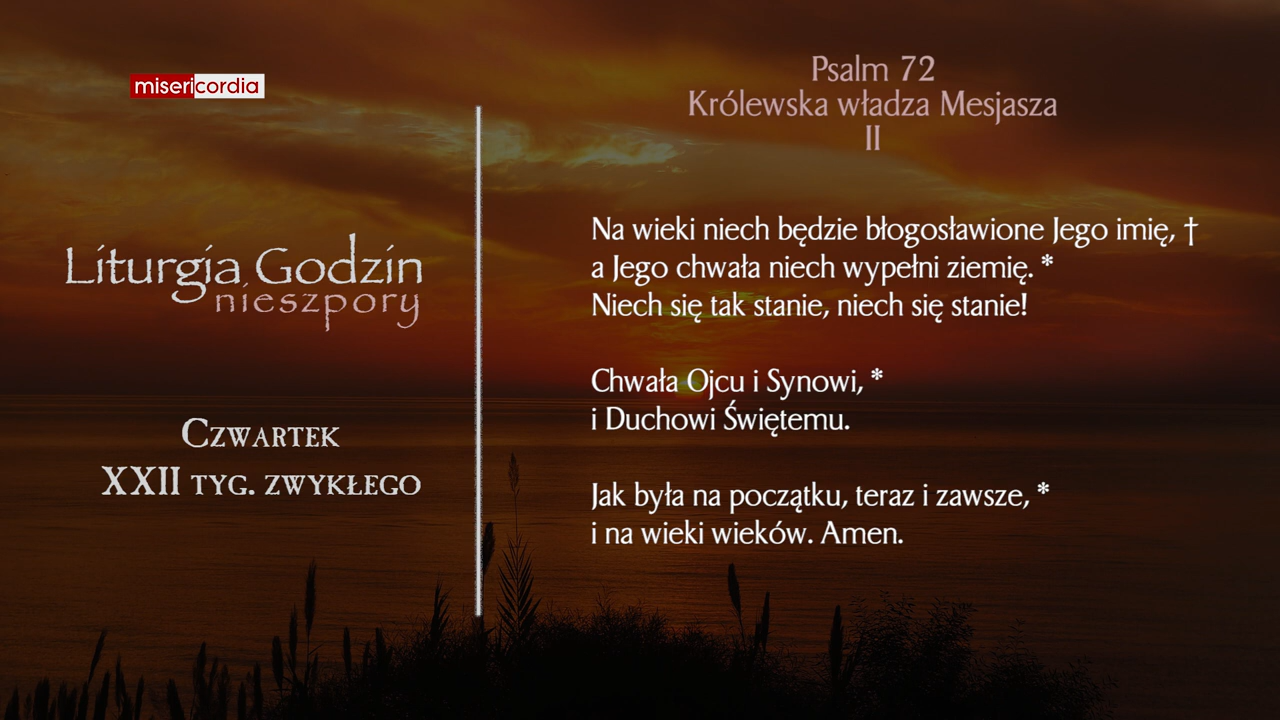 misericordia
Liturgia Godzin
nieszpory
Czwartek
XXII tyg. zwykłego
Psalm 72
Królewska władza Mesjasza
II
Na wieki niech będzie błogosławione Jego imię, †
a Jego chwała niech wypełni ziemię. *
Niech się tak stanie, niech się stanie!
Chwała Ojcu i Synowi, *
i Duchowi Świętemu.
Jak była na początku, teraz i zawsze, *
i na wieki wieków. Amen.